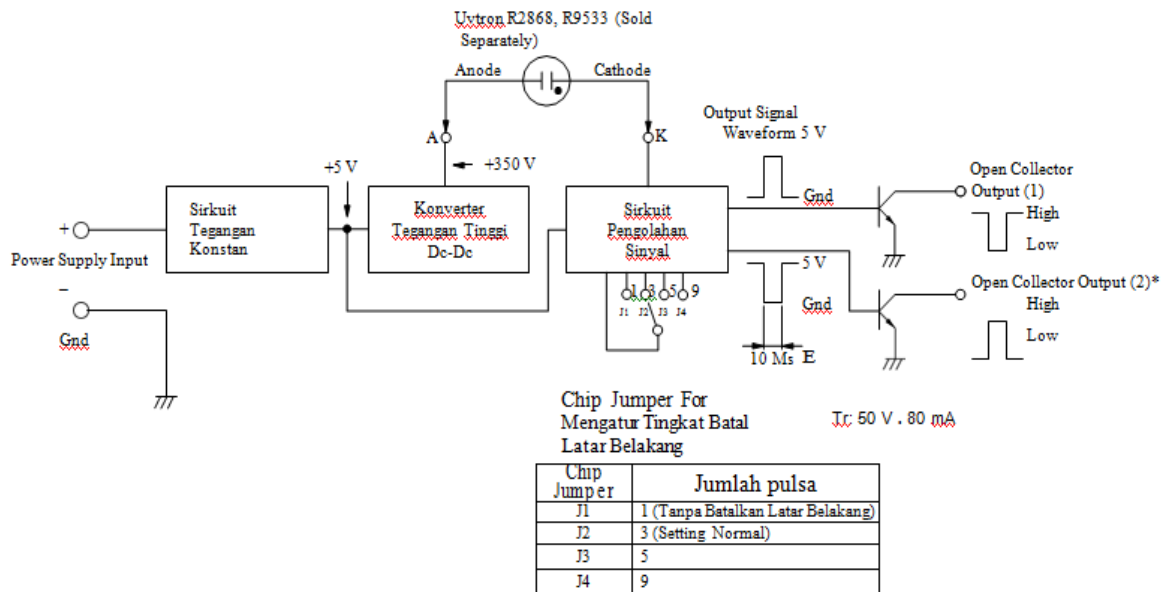 Uvtron R2868, R9533 (Sold
Separately)
Anode
Cathode
A
K
+350 V
+5 V
Output Signal
Waveform 5 V
Gnd
Open Collector
Output (1)
High
Low
Sirkuit
Tegangan
Konstan
Konverter
Tegangan Tinggi
Dc-Dc
Sirkuit
Pengolahan
Sinyal
+
Power Supply Input
−
Gnd
1 3 5 9
J1 J2 J3 J4
5 V
Gnd
10 Ms E
Open Collector Output (2)*
High
Low
Chip Jumper For
Mengatur Tingkat Batal
Latar Belakang
Tr: 50 V . 80 mA
Chip
Jumper
Jumlah pulsa
J1 1 (Tanpa Batalkan Latar Belakang)
J2 3 (Setting Normal)
J3 5
J4 9